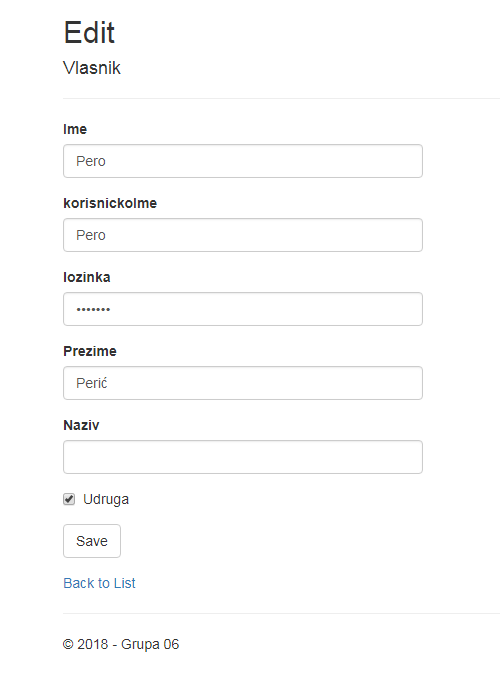 Edit
Vlasnik
Ime
Pero
korisnickoIme
Pero
lozinka
•••••••
Prezime
Perić
Naziv
Udruga
Save
Back to List
© 2018 - Grupa 06